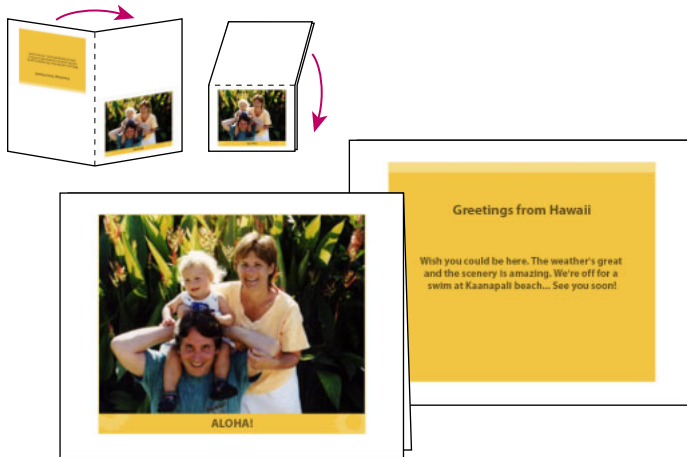 ALOHA!
Greetings from Hawaii
Wish you could be here. The weather's great
and the scenery is amazing. We're off for a
swim at Kaanapali beach... See you soon!